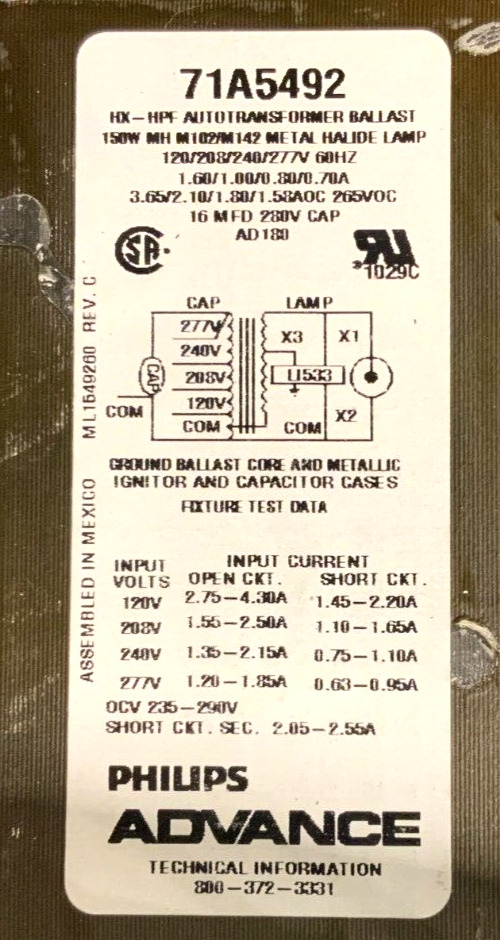 71A5492
HX-HPF AUTOTRANSFORMER BALLAST
150W MH M102/M142 METAL HALIDE LAMP
120/208/240/277V 60HZ
1.60/1.00/0.80/0.70A
3.65/2.10/1.80/1.58AOC 265VOC
16 MFD 280V CAP
AD180
1029C
CAP LAMP
277V X3 X1
240V
CAP 208V LI533
120V
COM COM COM X2
GROUND BALLAST CORE AND METALLIC
IGNITOR AND CAPACITOR CASES
FIXTURE TEST DATA
INPUT INPUT CURRENT
VOLTS OPEN CKT. SHORT CKT.
120V 2.75-4.30A 1.45-2.20A
208V 1.55-2.50A 1.10-1.65A
240V 1.35-2.15A 0.75-1.10A
277V 1.20-1.85A 0.63-0.95A
OCV 235-290V
SHORT CKT. SEC. 2.05-2.55A
PHILIPS
ADVANCE
TECHNICAL INFORMATION
800-372-3331
ASSEMBLED IN MEXICO ML1549260 REV. C